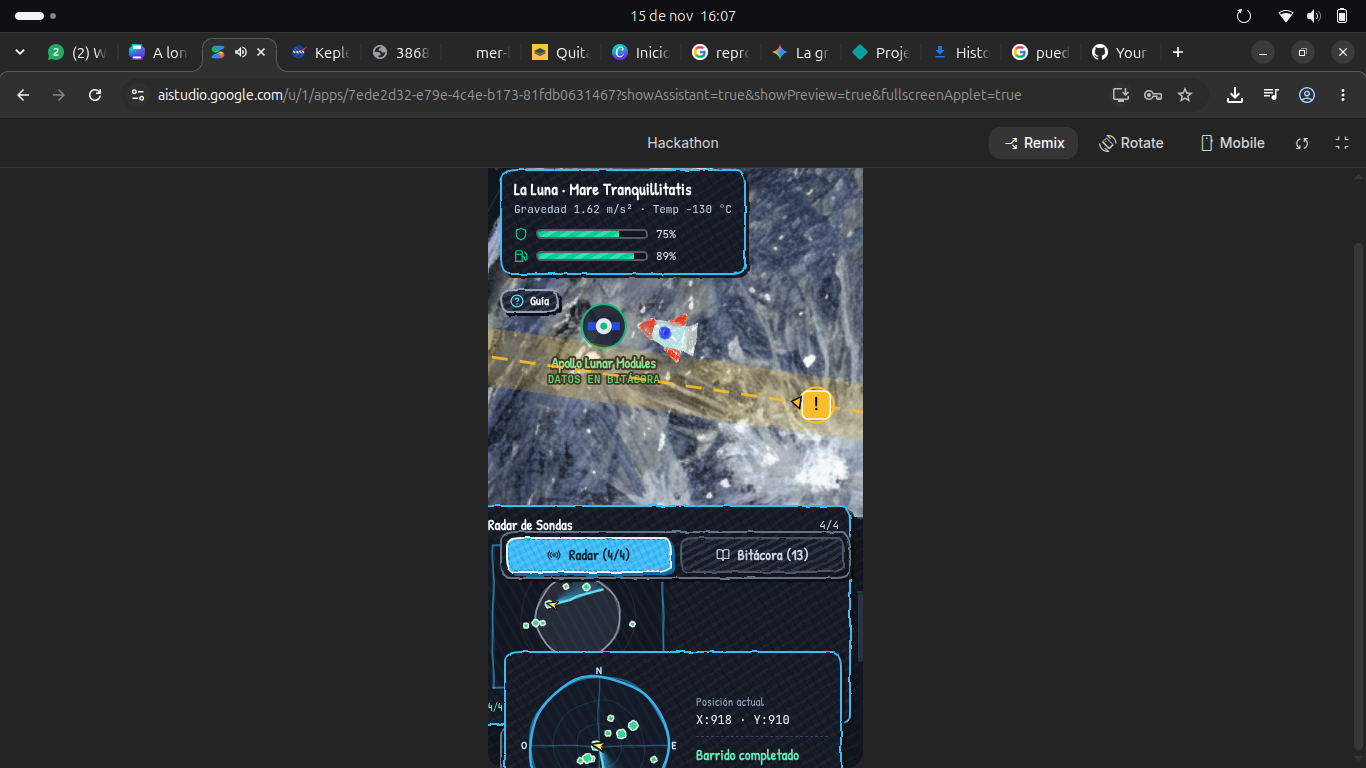 15 de nov 16:07
2
(2) W
A lon
Keple
3868
mer-
Quita
Inicio
repro
La gr
Proje
Histo
pued
Your
aistudio.google.com/u/1/apps/7ede2d32-e79e-4c4e-b173-81fdb0631467?showAssistant=true&showPreview=true&fullscreenApplet=true
Hackathon
Remix
Rotate
Mobile
La Luna · Mare Tranquillitatis
Gravedad 1.62 m/s² · Temp -130 °C
75%
89%
Guía
Apollo Lunar Modules
DATOS EN BITÁCORA
!
Radar de Sondas
4/4
Radar (4/4)
Bitácora (13)
4/4
N
O
E
Posición actual
X:918 · Y:910
Barrido completado